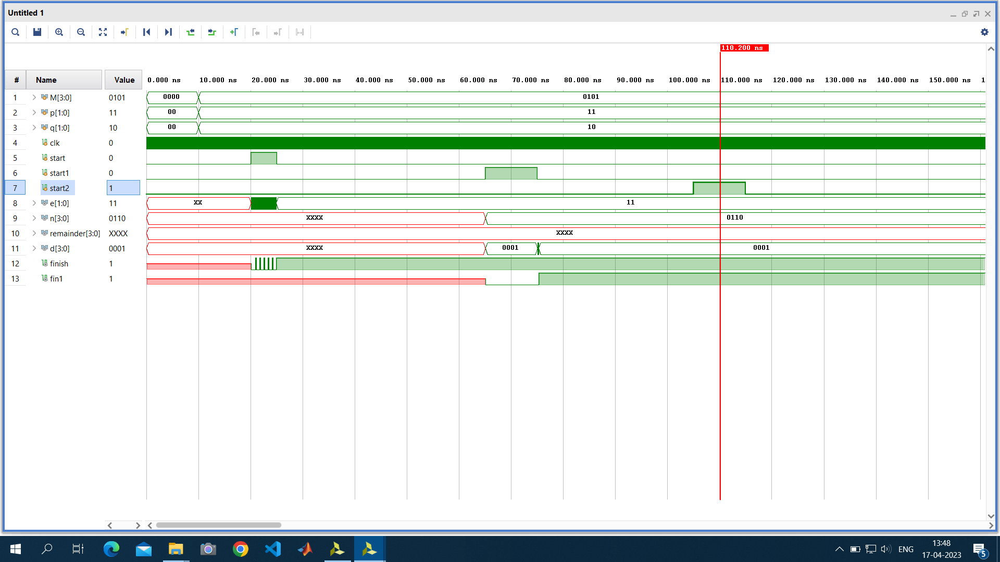 Untitled 1
110.200 ns
# Name Value 0.000 ns 10.000 ns 20.000 ns 30.000 ns 40.000 ns 50.000 ns 60.000 ns 70.000 ns 80.000 ns 90.000 ns 100.000 ns 110.000 ns 120.000 ns 130.000 ns 140.000 ns 150.000 ns 1
1 M[3:0] 0101 0000 0101
2 p[1:0] 11 00 11
3 q[1:0] 10 00 10
4 clk 0
5 start 0
6 start1 0
7 start2 1
8 e[1:0] 11 XX 11
9 n[3:0] 0110 XXXX 0110
10 remainder[3:0] XXXX XXXX
11 d[3:0] 0001 XXXX 0001 0001
12 finish 1
13 fin1 1
ENG
13:48
17-04-2023
5